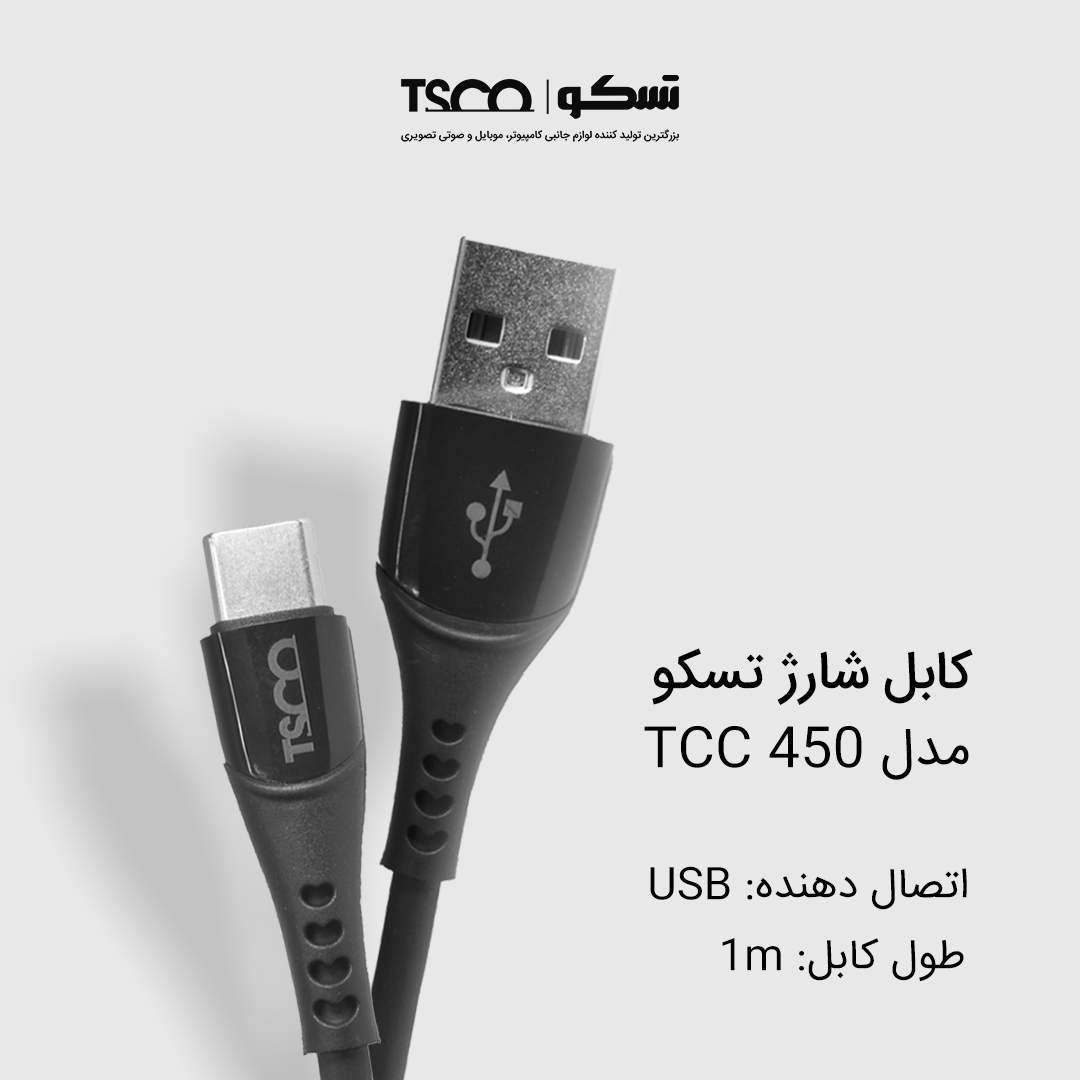 TSCO | تسکو
بزرگترین تولید کننده لوازم جانبی کامپیوتر، موبایل و صوتی تصویری
TSCO
کابل شارژ تسکو
مدل TCC 450
اتصال دهنده: USB
طول کابل: 1m